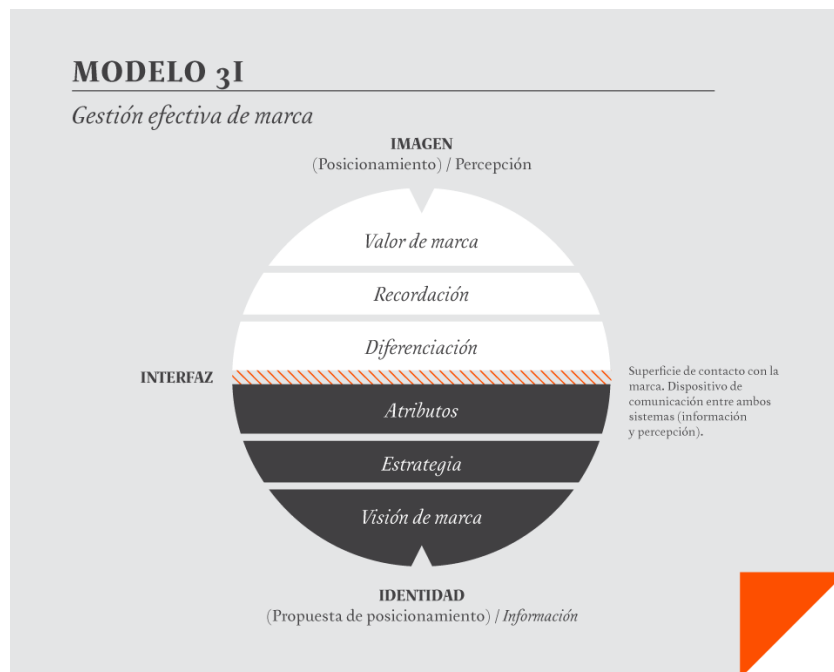 MODELO 3I
Gestión efectiva de marca
IMAGEN
(Posicionamiento) / Percepción
Valor de marca
Recordación
Diferenciación
INTERFAZ
Superficie de contacto con la
marca. Dispositivo de
comunicación entre ambos
sistemas (información
y percepción).
Atributos
Estrategia
Visión de marca
IDENTIDAD
(Propuesta de posicionamiento) / Información